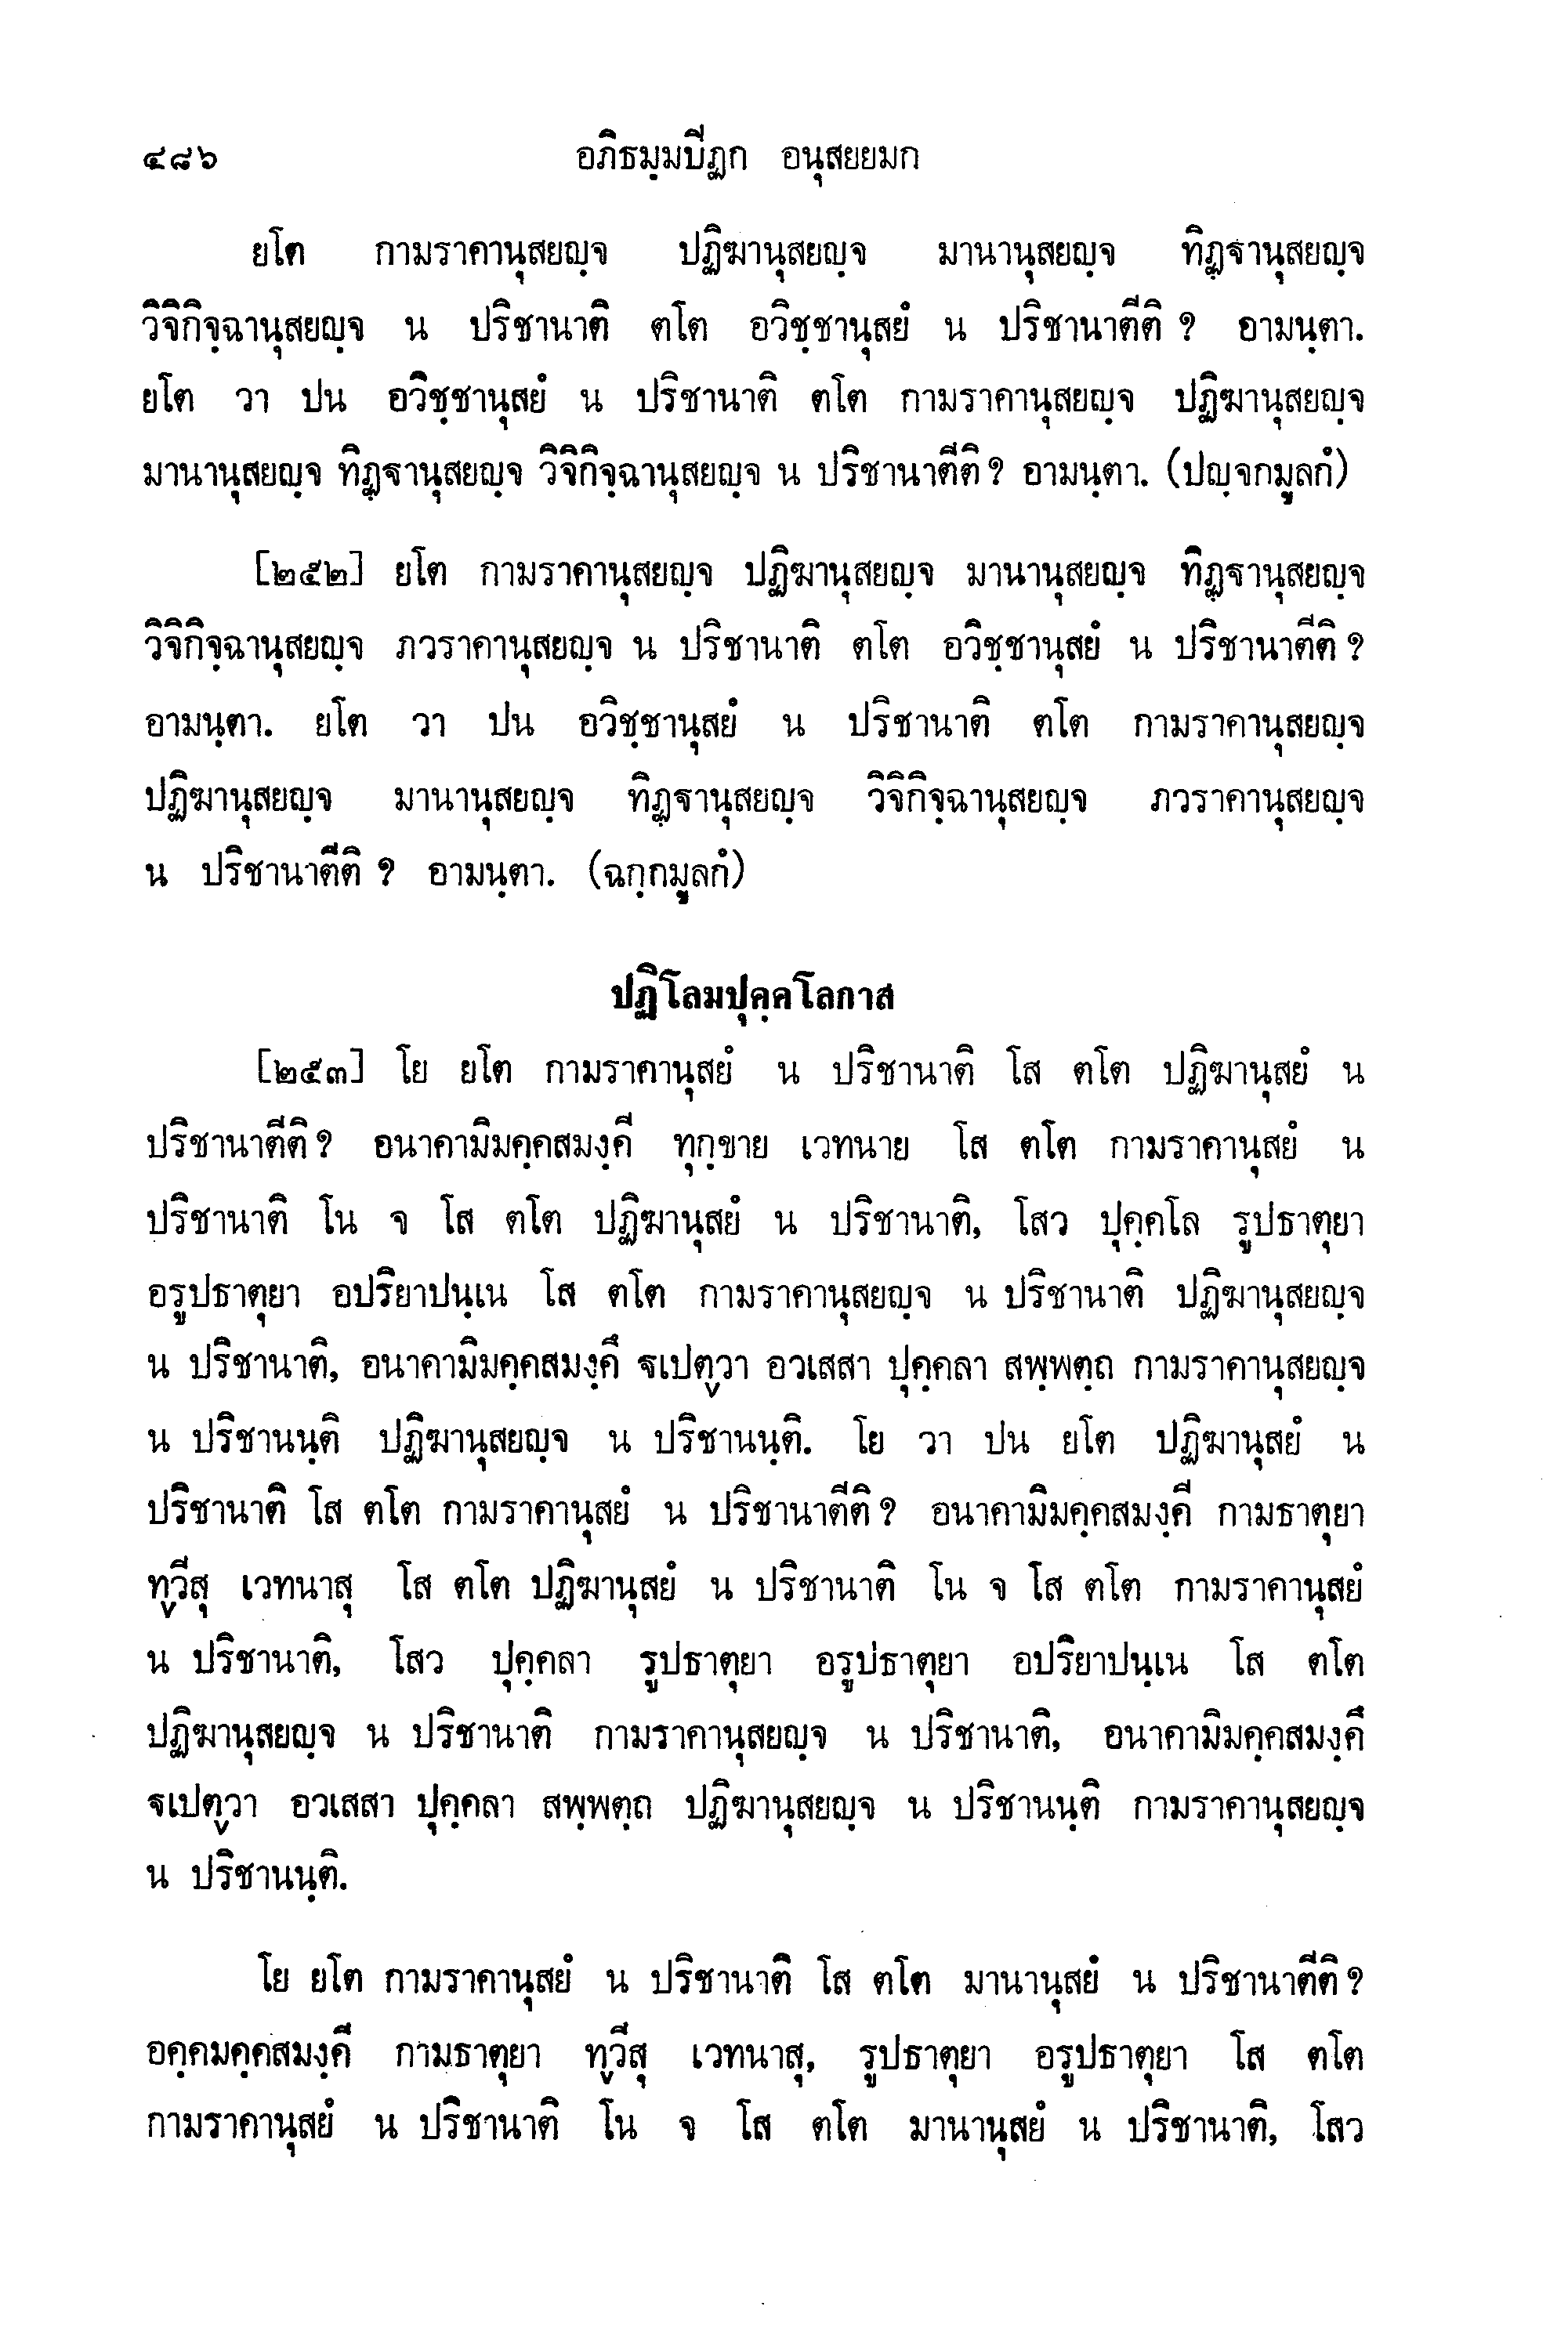 ๔๘๖ อภิธมฺมปีฏก อนุสยยมก
ยโต กามราคานุสยญฺจ ปฏิฆานุสยญฺจ มานานุสยญฺจ ทิฏฺฐานุสยญฺจ
วิจิกิจฺฉานุสยญฺจ น ปริชานาติ ตโต อวิชฺชานุสยํ น ปริชานาตีติ ? อามนฺตา.
ยโต วา ปน อวิชฺชานุสยํ น ปริชานาติ ตโต กามราคานุสยญฺจ ปฏิฆานุสยญฺจ
มานานุสยญฺจ ทิฏฺฐานุสยญฺจ วิจิกิจฺฉานุสยญฺจ น ปริชานาตีติ ? อามนฺตา. (ปญฺจกมูลกํ)
[๒๕๒] ยโต กามราคานุสยญฺจ ปฏิฆานุสยญฺจ มานานุสยญฺจ ทิฏฺฐานุสยญฺจ
วิจิกิจฺฉานุสยญฺจ ภวราคานุสยญฺจ น ปริชานาติ ตโต อวิชฺชานุสยํ น ปริชานาตีติ ?
อามนฺตา. ยโต วา ปน อวิชฺชานุสยํ น ปริชานาติ ตโต กามราคานุสยญฺจ
ปฏิฆานุสยญฺจ มานานุสยญฺจ ทิฏฺฐานุสยญฺจ วิจิกิจฺฉานุสยญฺจ ภวราคานุสยญฺจ
น ปริชานาตีติ ? อามนฺตา. (ฉกฺกมูลกํ)
ปฏิโลมปุคฺคโลกาส
[๒๕๓] โย ยโต กามราคานุสยํ น ปริชานาติ โส ตโต ปฏิฆานุสยํ น
ปริชานาตีติ ? อนาคามิมคฺคสมงฺคี ทุกฺขาย เวทนาย โส ตโต กามราคานุสยํ น
ปริชานาติ โน จ โส ตโต ปฏิฆานุสยํ น ปริชานาติ, โสว ปุคฺคโล รูปธาตุยา
อรูปธาตุยา อปริยาปนฺเน โส ตโต กามราคานุสยญฺจ น ปริชานาติ ปฏิฆานุสยญฺจ
น ปริชานาติ, อนาคามิมคฺคสมงฺคึ ฐเปตฺวา อวเสสา ปุคฺคลา สพฺพตฺถ กามราคานุสยญฺจ
น ปริชานนฺติ ปฏิฆานุสยญฺจ น ปริชานนฺติ. โย วา ปน ยโต ปฏิฆานุสยํ น
ปริชานาติ โส ตโต กามราคานุสยํ น ปริชานาตีติ ? อนาคามิมคฺคสมงฺคี กามธาตุยา
ทฺวีสุ เวทนาสุ โส ตโต ปฏิฆานุสยํ น ปริชานาติ โน จ โส ตโต กามราคานุสยํ
น ปริชานาติ, โสว ปุคฺคลา รูปธาตุยา อรูปธาตุยา อปริยาปนฺเน โส ตโต
ปฏิฆานุสยญฺจ น ปริชานาติ กามราคานุสยญฺจ น ปริชานาติ, อนาคามิมคฺคสมงฺคึ
ฐเปตฺวา อวเสสา ปุคฺคลา สพฺพตฺถ ปฏิฆานุสยญฺจ น ปริชานนฺติ กามราคานุสยญฺจ
น ปริชานนฺติ.
โย ยโต กามราคานุสยํ น ปริชานาติ โส ตโต มานานุสยํ น ปริชานาตีติ ?
อคฺคมคฺคสมงฺคี กามธาตุยา ทฺวีสุ เวทนาสุ, รูปธาตุยา อรูปธาตุยา โส ตโต
กามราคานุสยํ น ปริชานาติ โน จ โส ตโต มานานุสยํ น ปริชานาติ, โสว